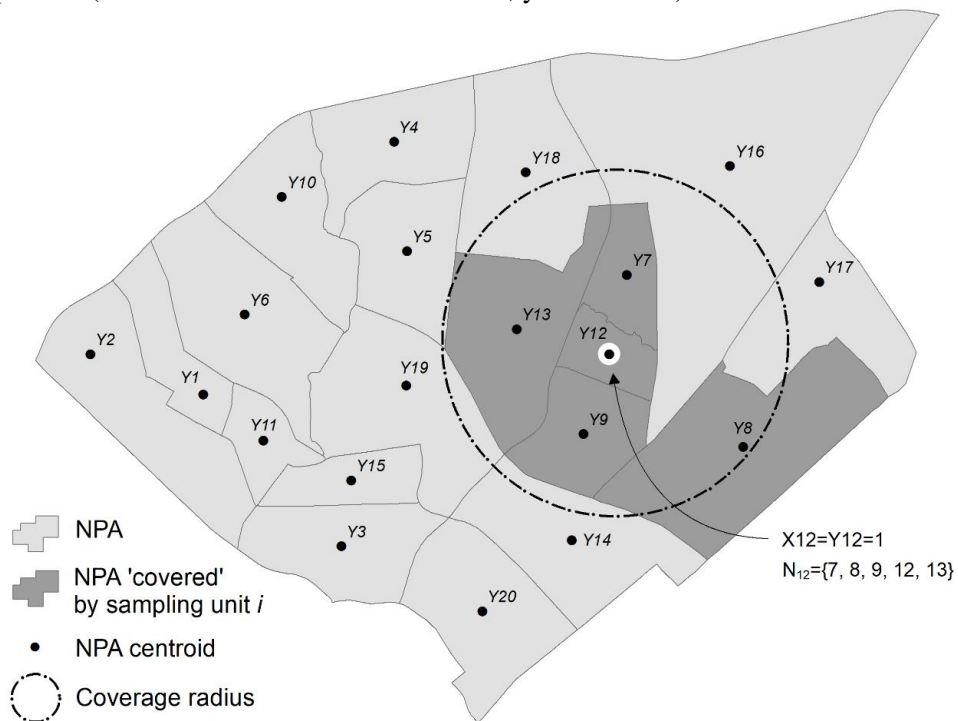 Y4
Y18
Y16
Y10
Y5
Y7
Y17
Y6
Y13
Y12
Y2
Y19
Y1
Y11
Y9
Y8
Y15
NPA
Y3
Y14
X12=Y12=1
NPA 'covered'
by sampling unit i
N₁₂={7, 8, 9, 12, 13}
Y20
NPA centroid
Coverage radius